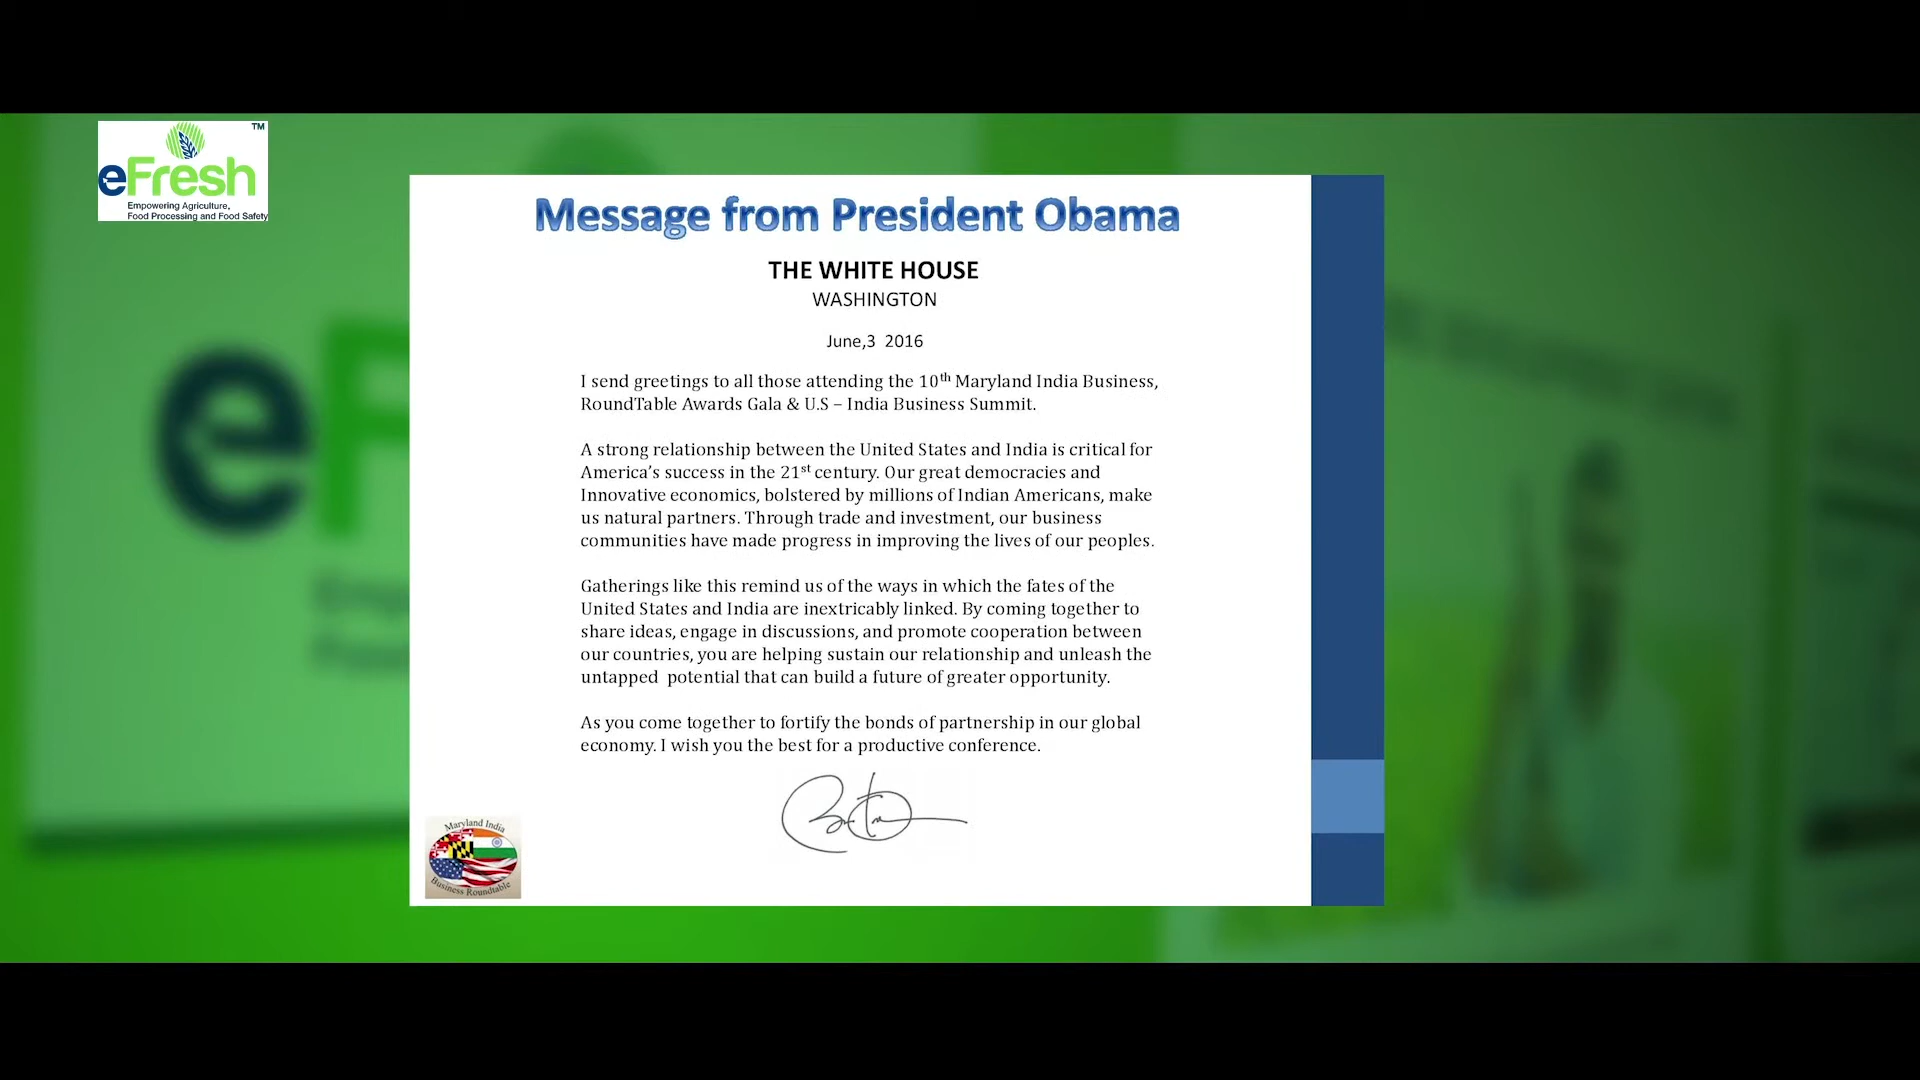 TM
eFresh
Empowering Agriculture,
Food Processing and Food Safety
Message from President Obama
THE WHITE HOUSE
WASHINGTON
June,3 2016
I send greetings to all those attending the 10th Maryland India Business,
RoundTable Awards Gala & U.S – India Business Summit.
A strong relationship between the United States and India is critical for
America's success in the 21st century. Our great democracies and
Innovative economics, bolstered by millions of Indian Americans, make
us natural partners. Through trade and investment, our business
communities have made progress in improving the lives of our peoples.
Gatherings like this remind us of the ways in which the fates of the
United States and India are inextricably linked. By coming together to
share ideas, engage in discussions, and promote cooperation between
our countries, you are helping sustain our relationship and unleash the
untapped potential that can build a future of greater opportunity.
As you come together to fortify the bonds of partnership in our global
economy. I wish you the best for a productive conference.
Maryland India
Business Roundtable